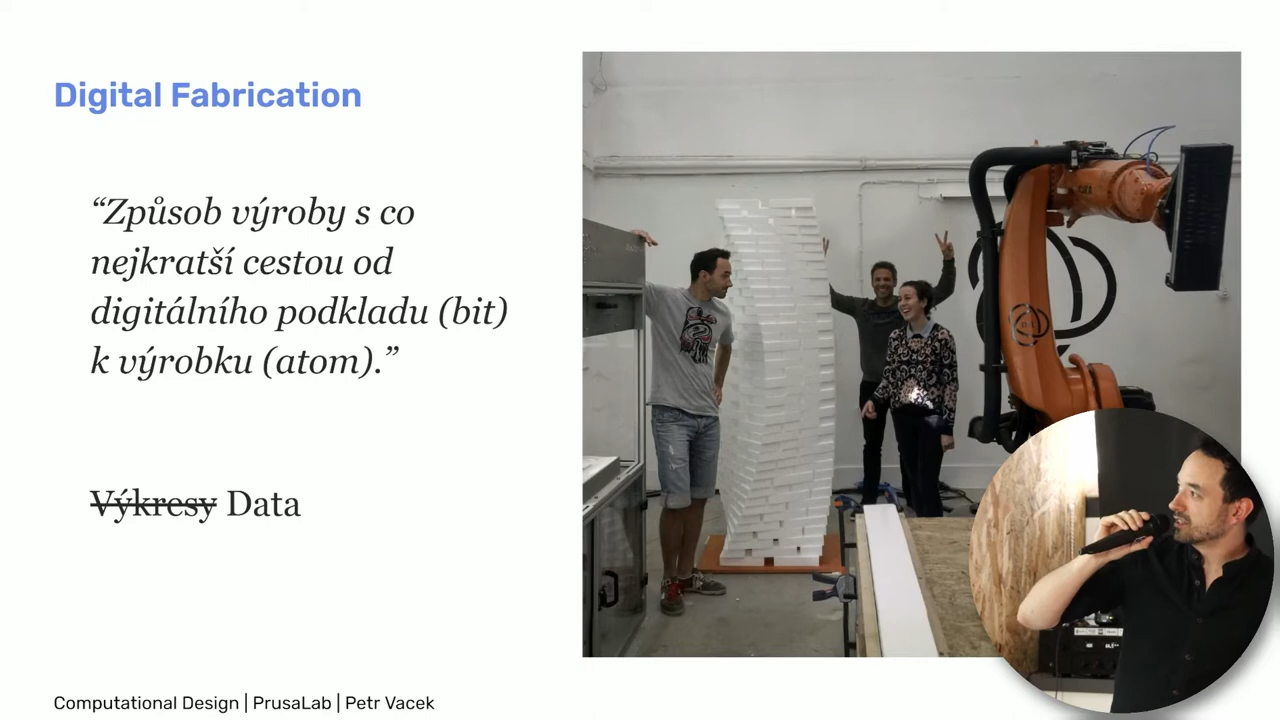 Digital Fabrication
“Způsob výroby s co
nejkratší cestou od
digitálního podkladu (bit)
k výrobku (atom).”
Výkresy Data
Computational Design | PrusaLab | Petr Vacek